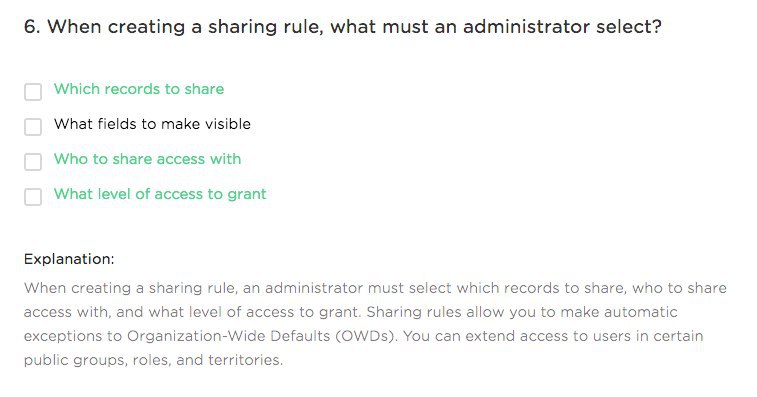 6. When creating a sharing rule, what must an administrator select?
Which records to share
What fields to make visible
Who to share access with
What level of access to grant
Explanation:
When creating a sharing rule, an administrator must select which records to share, who to share
access with, and what level of access to grant. Sharing rules allow you to make automatic
exceptions to Organization-Wide Defaults (OWDs). You can extend access to users in certain
public groups, roles, and territories.